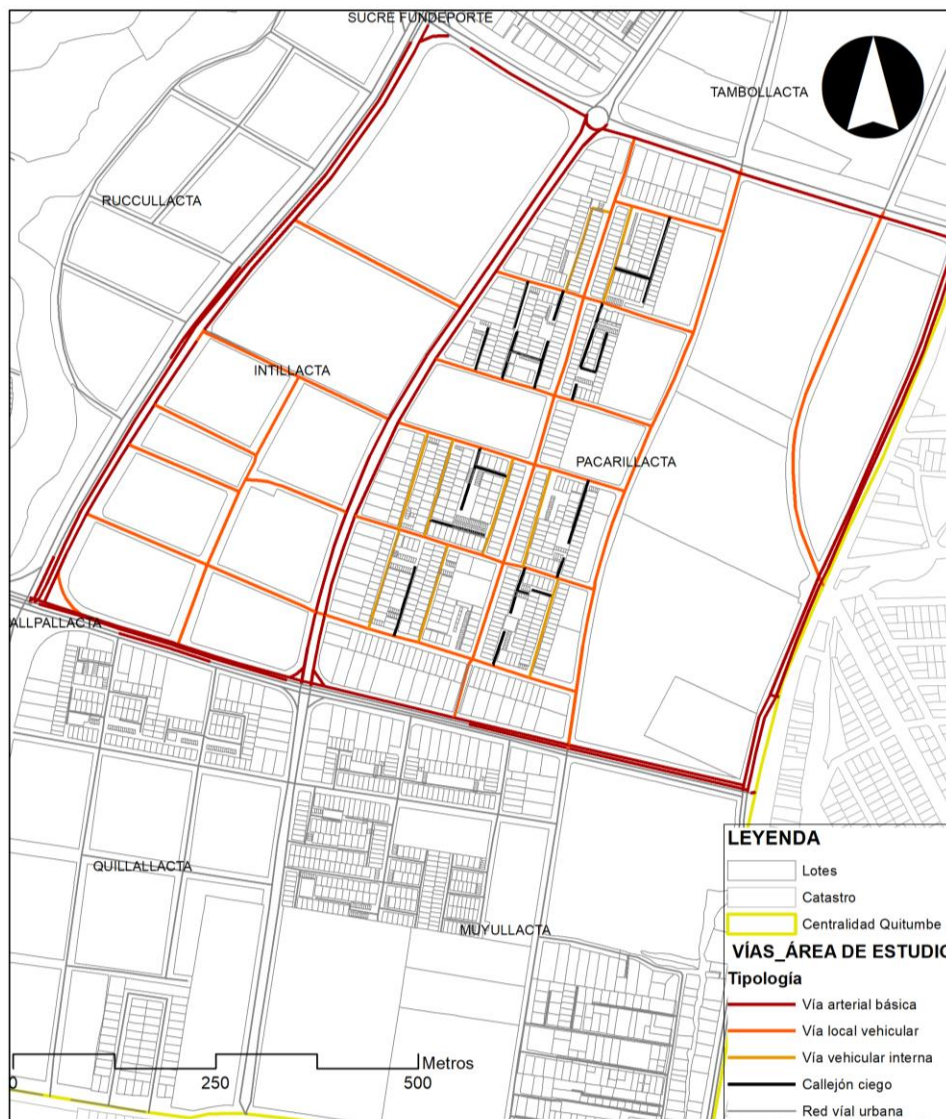 SUCRE FUNDEPORTE
TAMBOLLACTA
RUCCULLACTA
INTILLACTA
PACARILLACTA
ALLPALLACTA
QUILLALLACTA
MUYULLACTA
Metros
0 250 500
LEYENDA
Lotes
Catastro
Centralidad Quitumbe
VÍAS_ÁREA DE ESTUDIO
Tipología
Vía arterial básica
Vía local vehicular
Vía vehicular interna
Callejón ciego
Red víal urbana